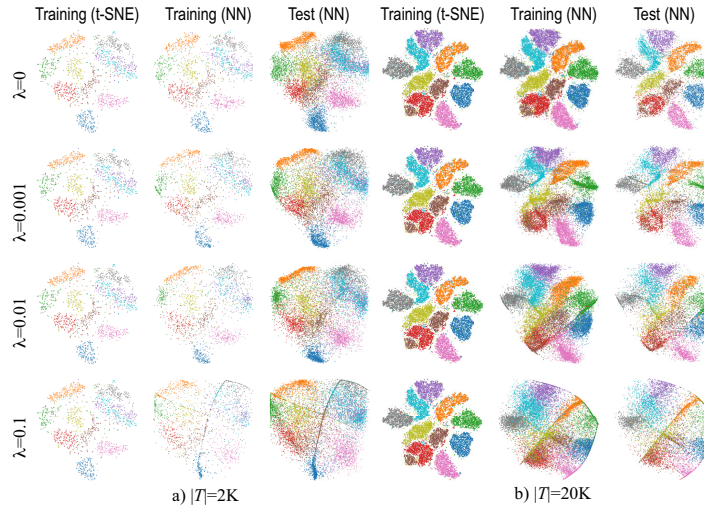 Training (t-SNE) Training (NN) Test (NN) Training (t-SNE) Training (NN) Test (NN)
λ=0
λ=0.001
λ=0.01
λ=0.1
a) |T|=2K b) |T|=20K